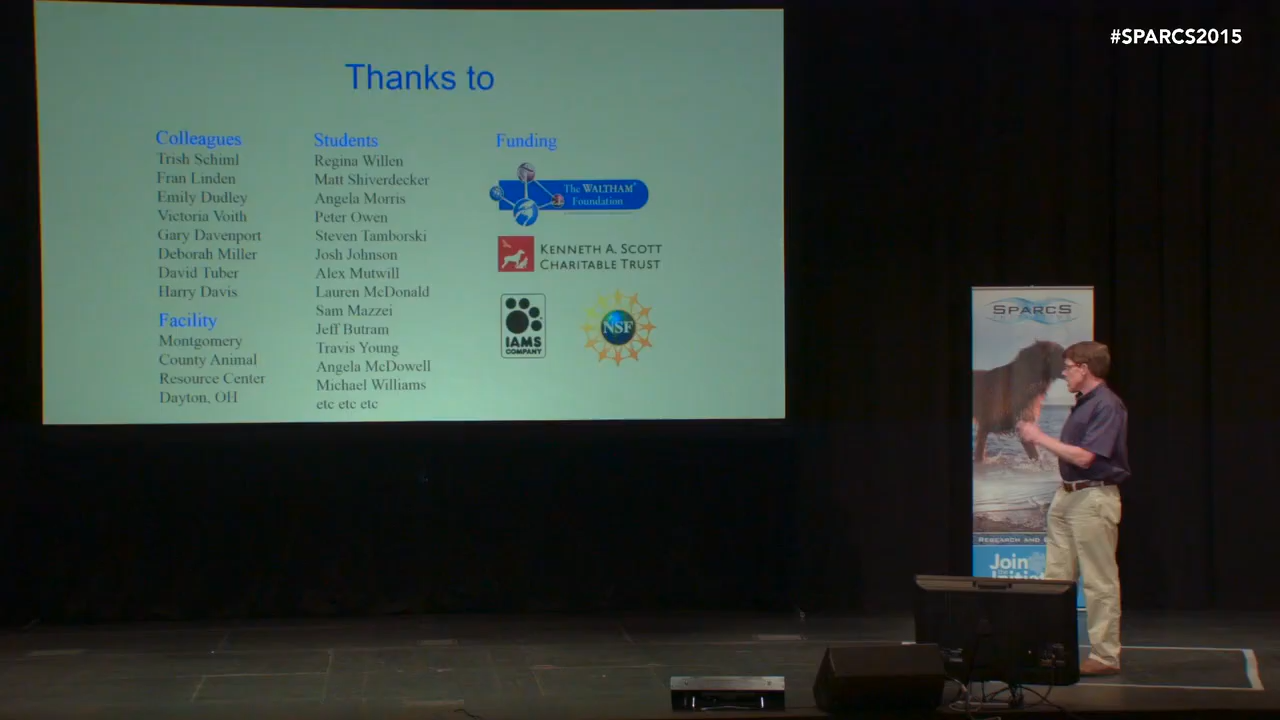 #SPARCS2015
Thanks to
Colleagues
Trish Schiml
Fran Linden
Emily Dudley
Victoria Voith
Gary Davenport
Deborah Miller
David Tuber
Harry Davis
Facility
Montgomery
County Animal
Resource Center
Dayton, OH
Students
Regina Willen
Matt Shiverdecker
Angela Morris
Peter Owen
Steven Tamborski
Josh Johnson
Alex Mutwill
Lauren McDonald
Sam Mazzei
Jeff Butram
Travis Young
Angela McDowell
Michael Williams
etc etc etc
Funding
The WALTHAM®
Foundation
KENNETH A. SCOTT
CHARITABLE TRUST
IAMS
COMPANY
NSF
SPARCS
RESEARCH AND
Join